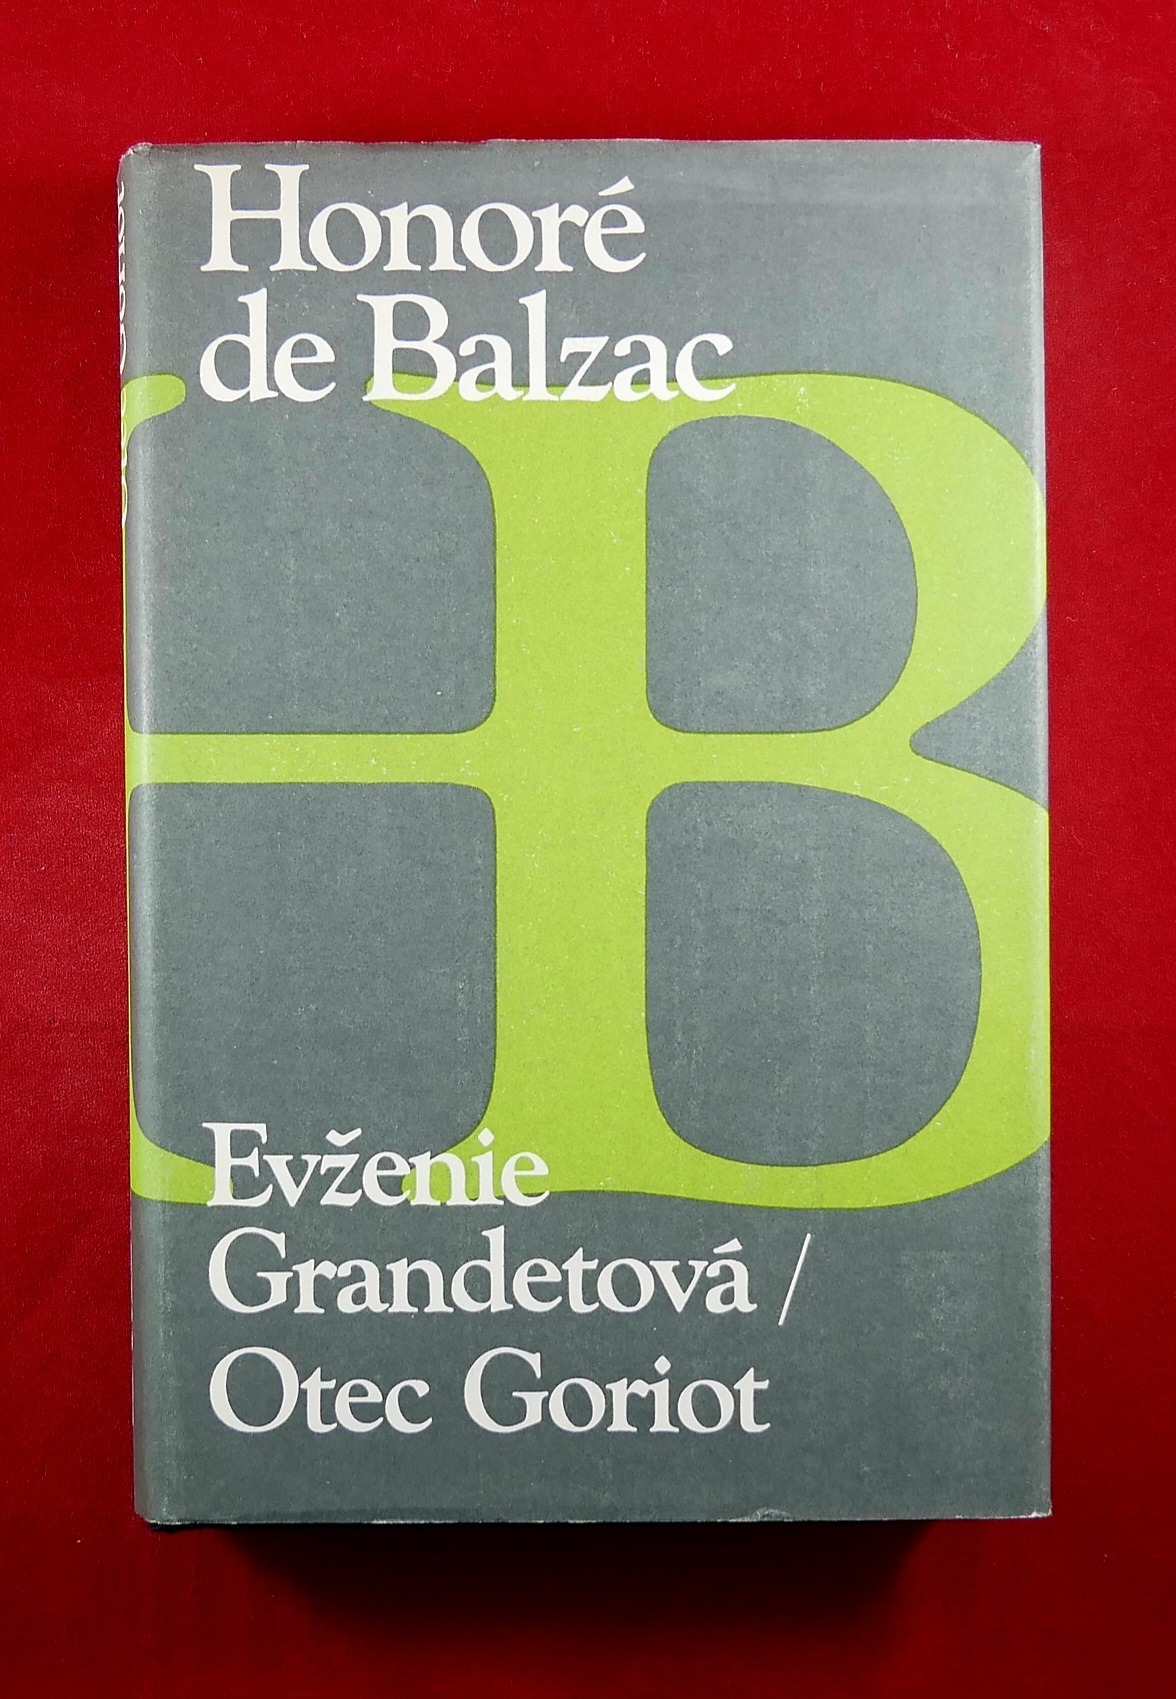 Honoré
de Balzac
Evženie
Grandetová /
Otec Goriot